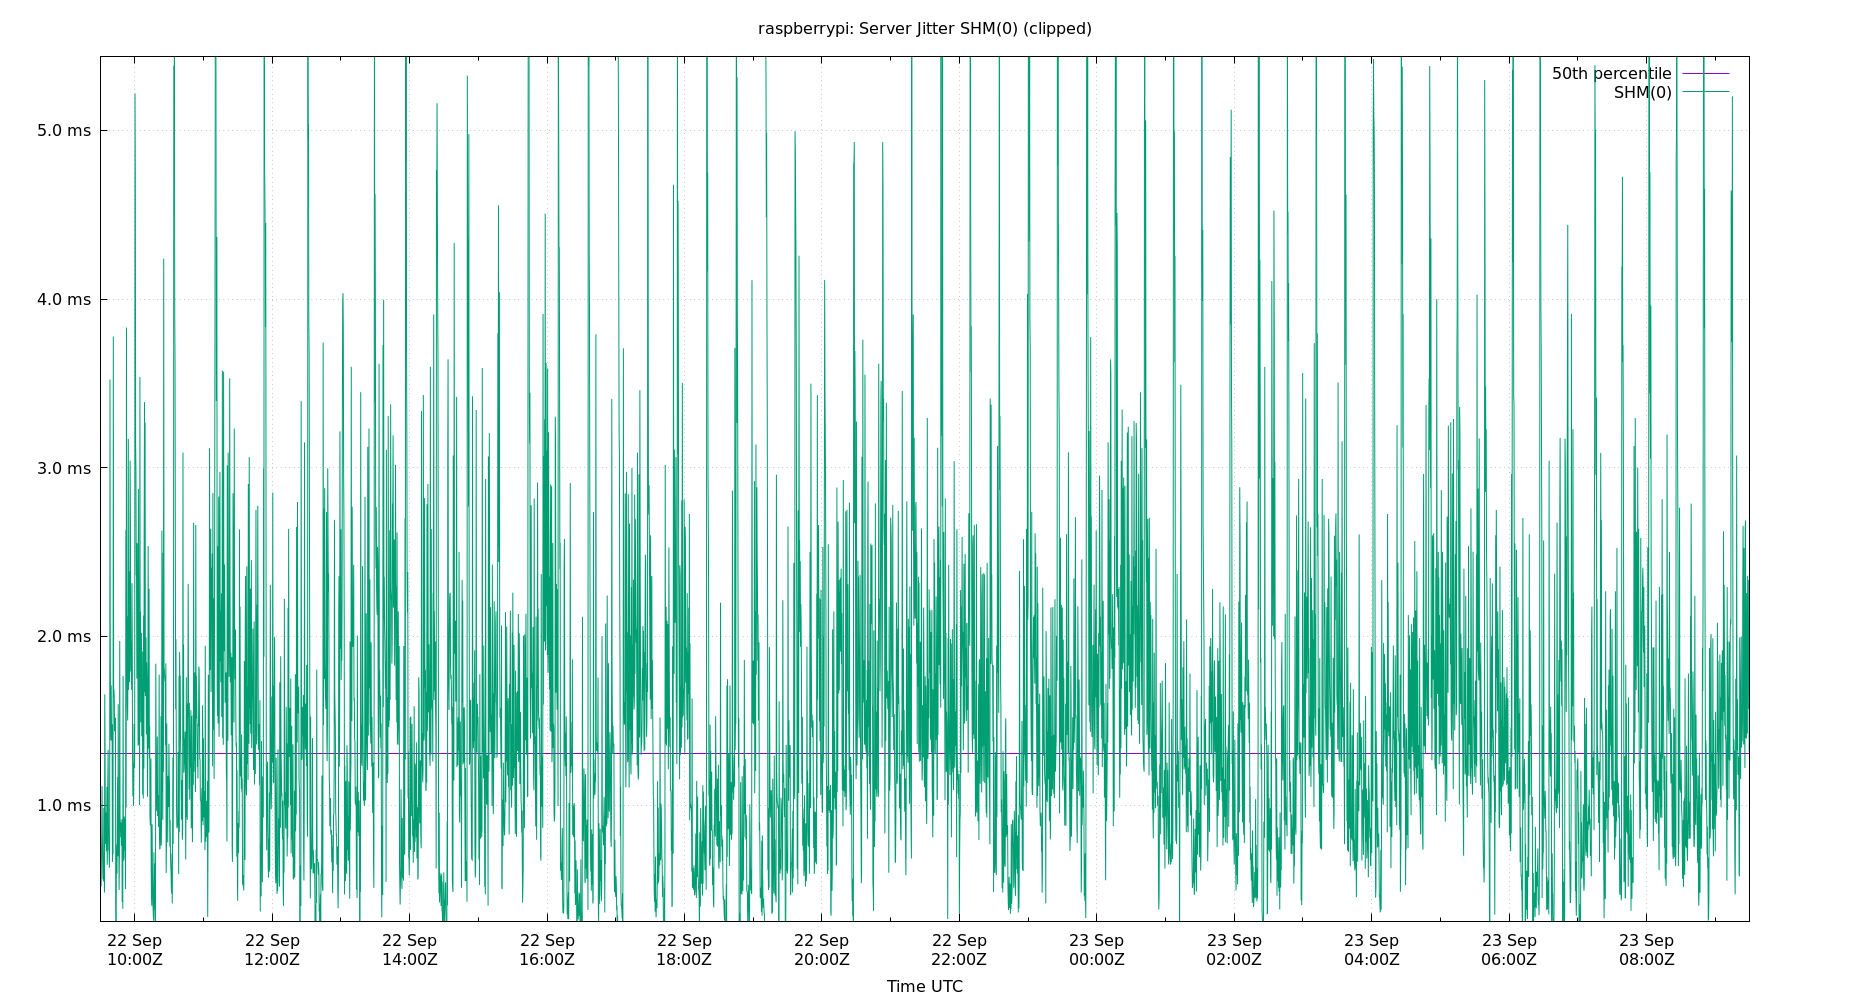 raspberrypi: Server Jitter SHM(0) (clipped)
50th percentile
SHM(0)
5.0 ms
4.0 ms
3.0 ms
2.0 ms
1.0 ms
22 Sep 22 Sep 22 Sep 22 Sep 22 Sep 22 Sep 22 Sep 23 Sep 23 Sep 23 Sep 23 Sep 23 Sep
10:00Z 12:00Z 14:00Z 16:00Z 18:00Z 20:00Z 22:00Z 00:00Z 02:00Z 04:00Z 06:00Z 08:00Z
Time UTC